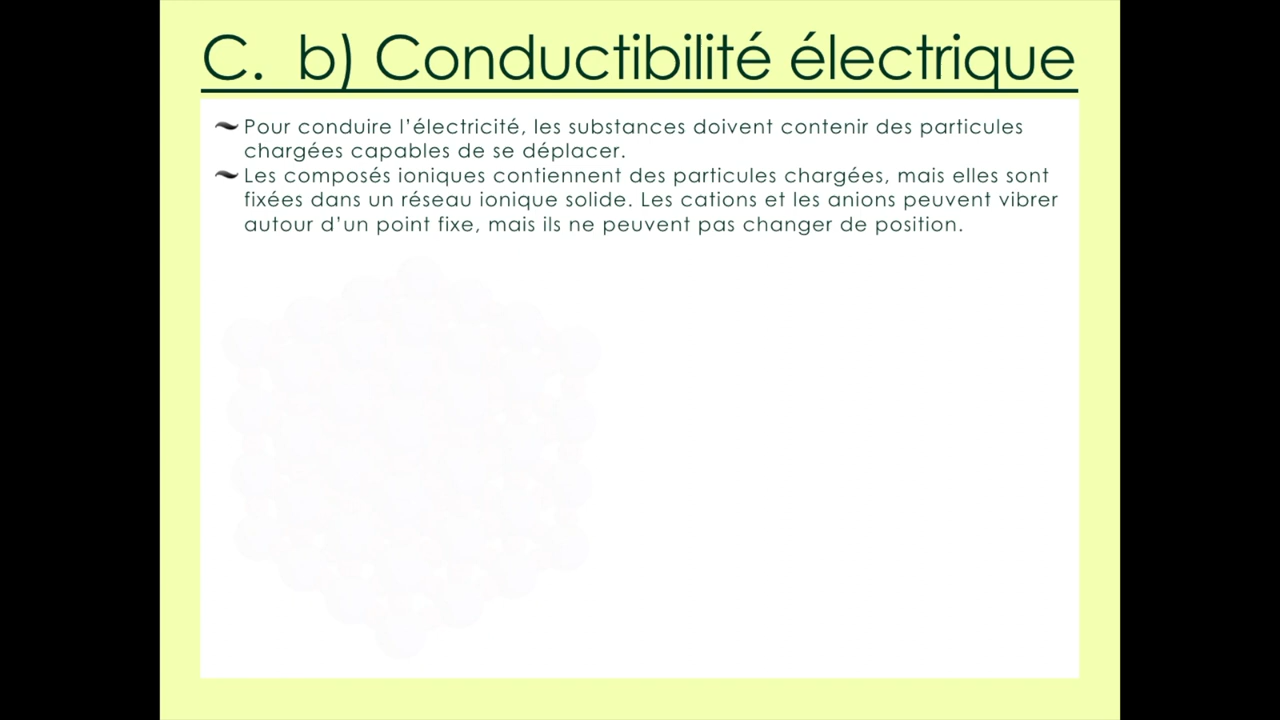 C. b) Conductibilité électrique
Pour conduire l’électricité, les substances doivent contenir des particules
chargées capables de se déplacer.
Les composés ioniques contiennent des particules chargées, mais elles sont
fixées dans un réseau ionique solide. Les cations et les anions peuvent vibrer
autour d’un point fixe, mais ils ne peuvent pas changer de position.